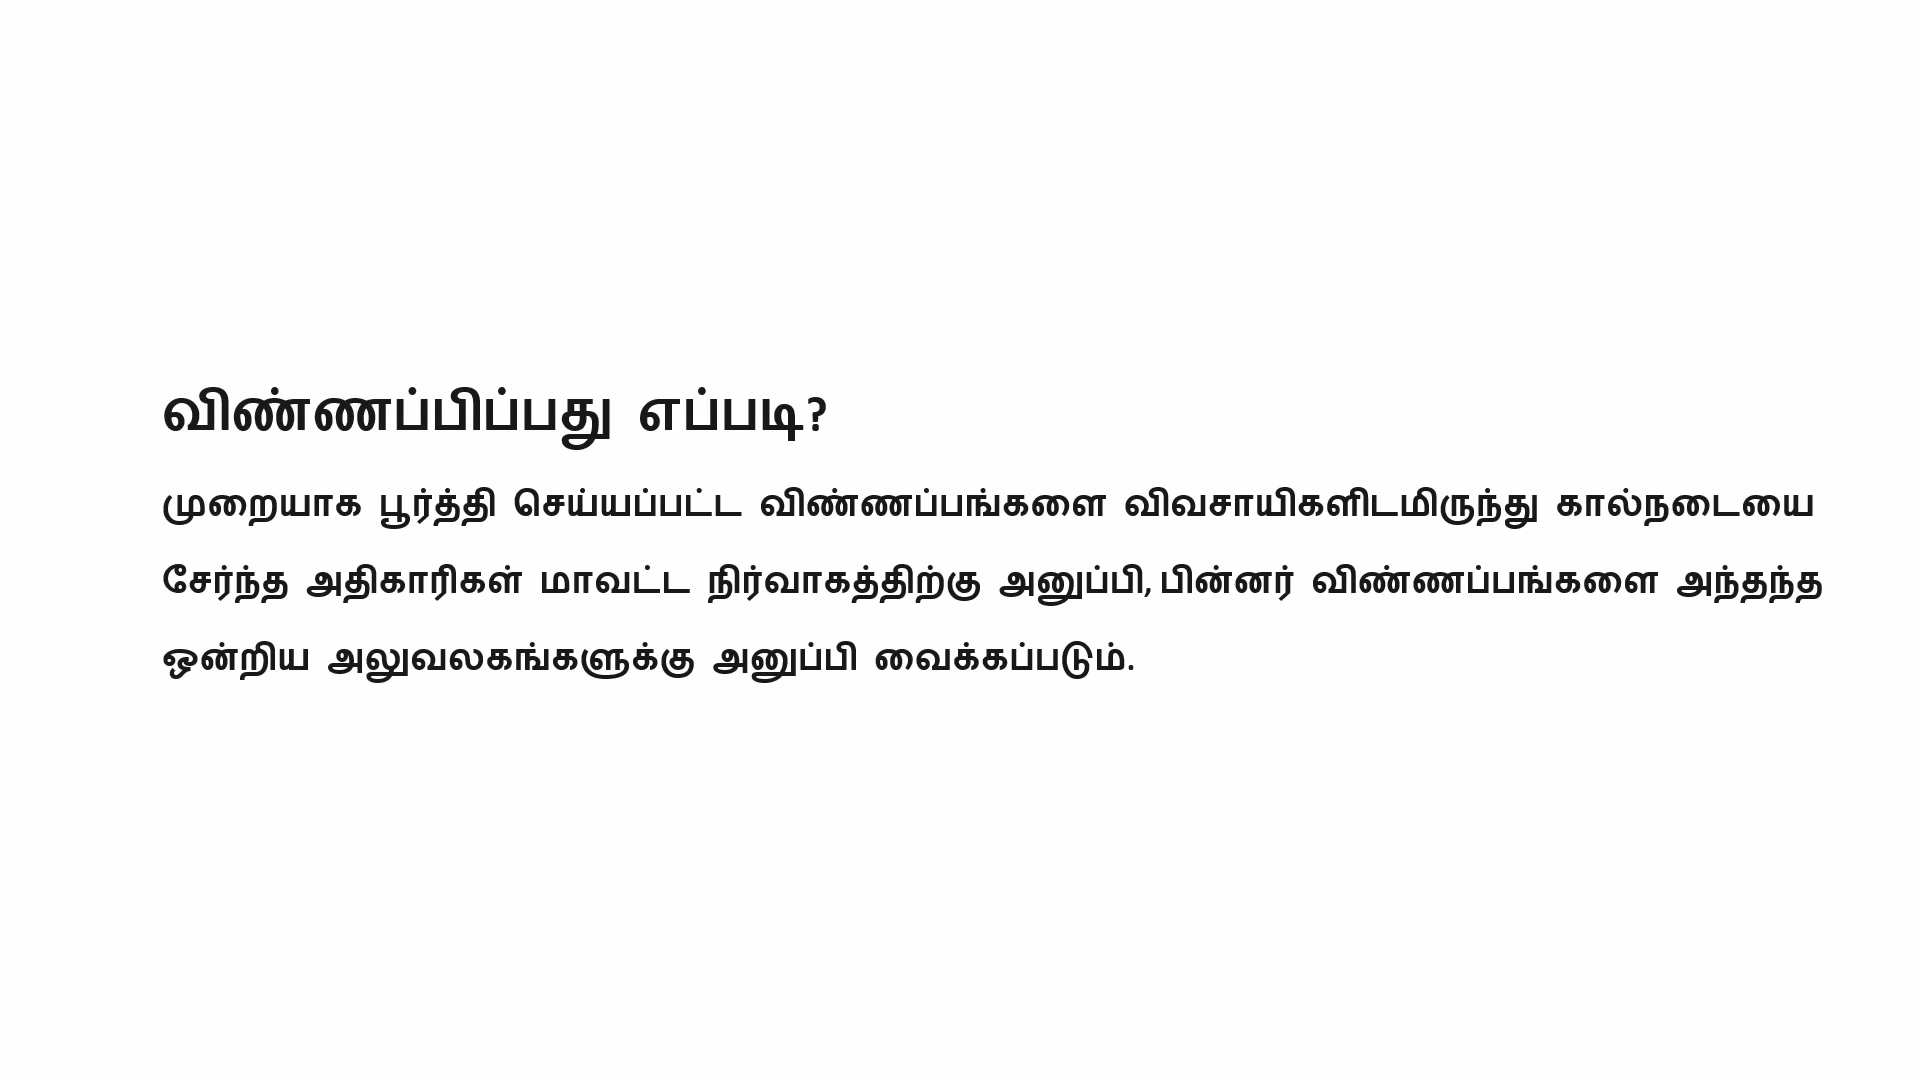 விண்ணப்பிப்பது எப்படி?
முறையாக பூர்த்தி செய்யப்பட்ட விண்ணப்பங்களை விவசாயிகளிடமிருந்து கால்நடையை
சேர்ந்த அதிகாரிகள் மாவட்ட நிர்வாகத்திற்கு அனுப்பி, பின்னர் விண்ணப்பங்களை அந்தந்த
ஒன்றிய அலுவலகங்களுக்கு அனுப்பி வைக்கப்படும்.